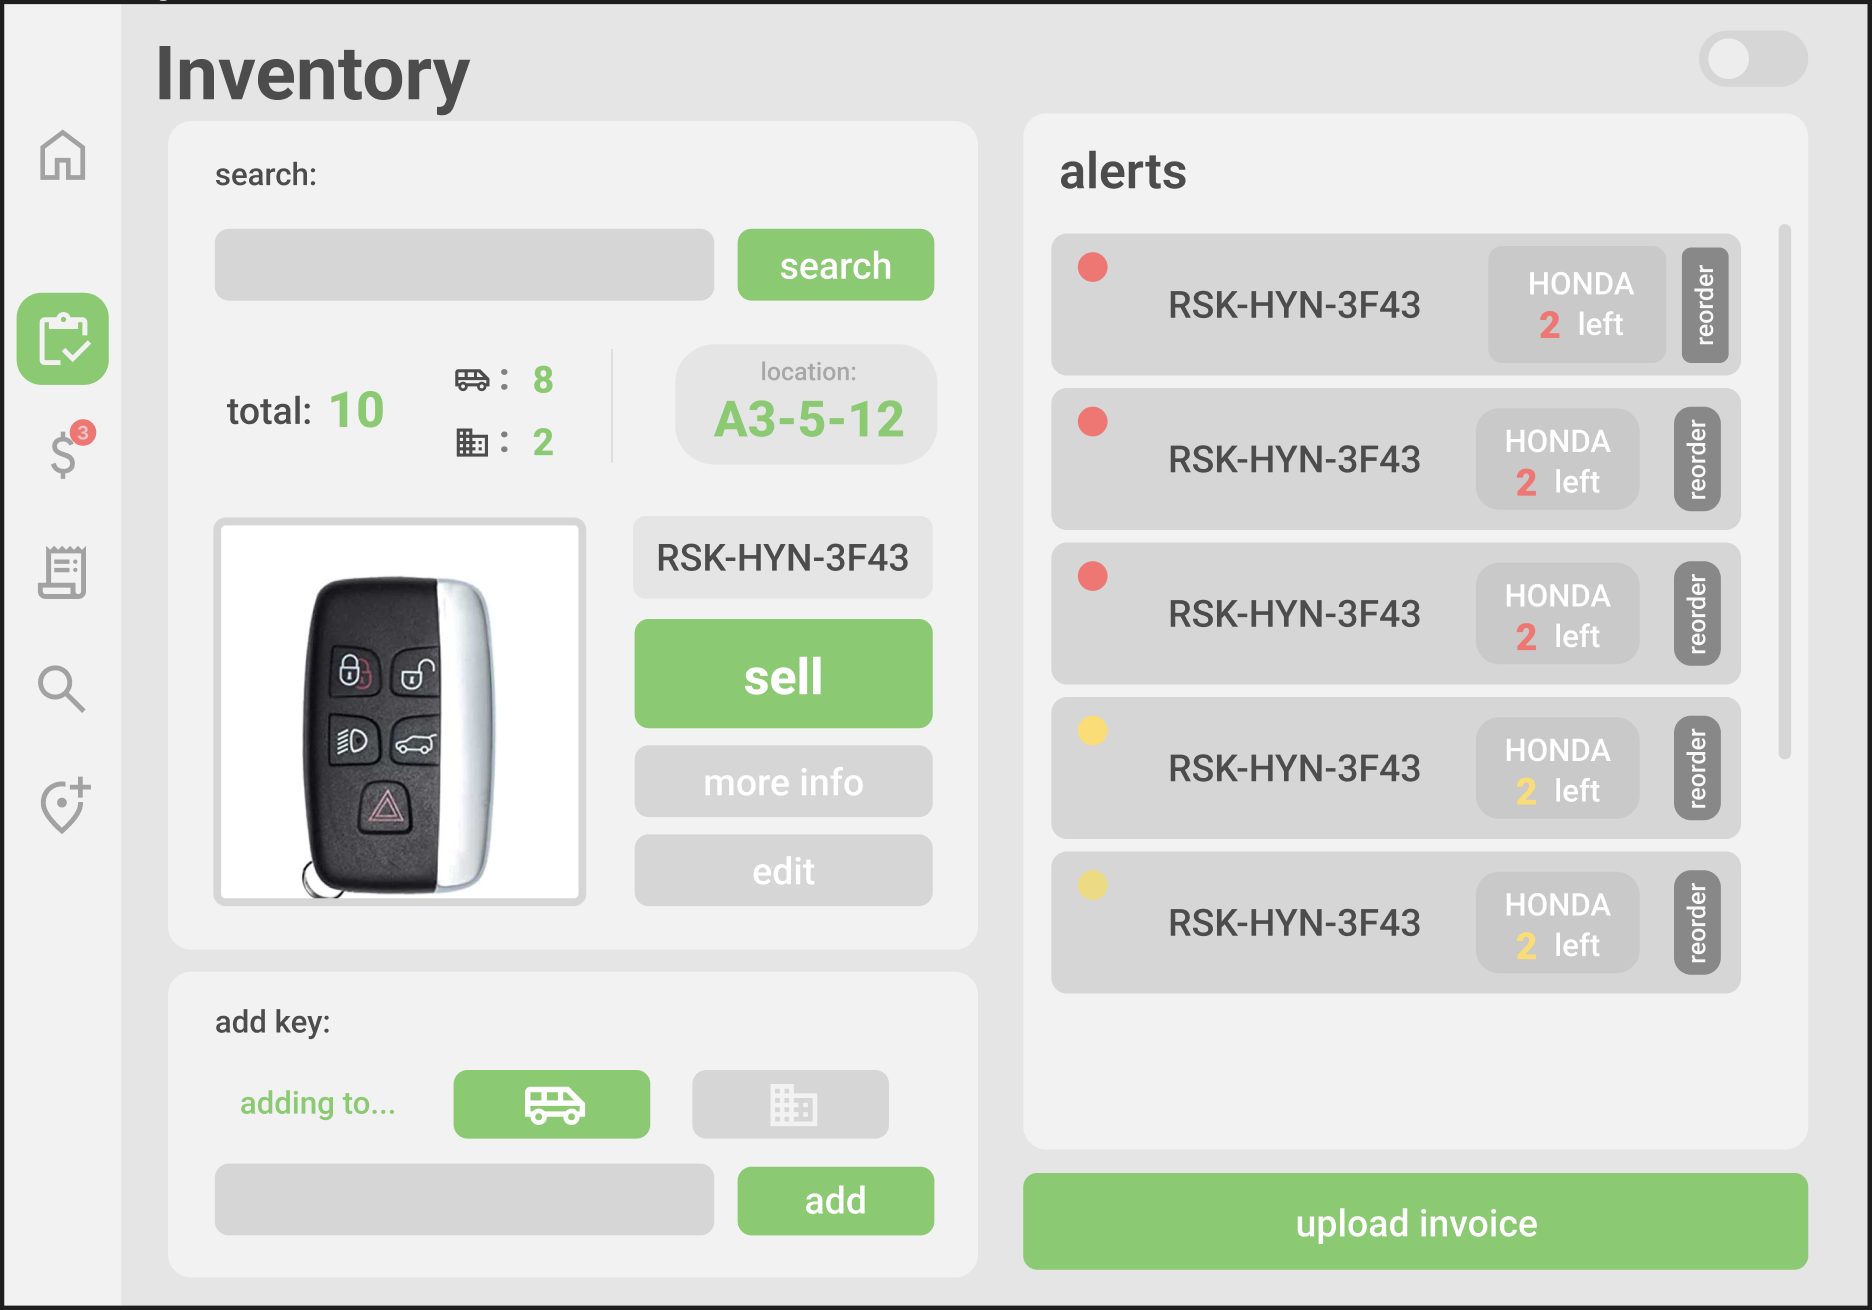 Inventory
search:
search
total: 10
: 8
: 2
location:
A3-5-12
RSK-HYN-3F43
sell
more info
edit
add key:
adding to...
add
3
alerts
RSK-HYN-3F43
HONDA
2 left
reorder
RSK-HYN-3F43
HONDA
2 left
reorder
RSK-HYN-3F43
HONDA
2 left
reorder
RSK-HYN-3F43
HONDA
2 left
reorder
RSK-HYN-3F43
HONDA
2 left
reorder
upload invoice